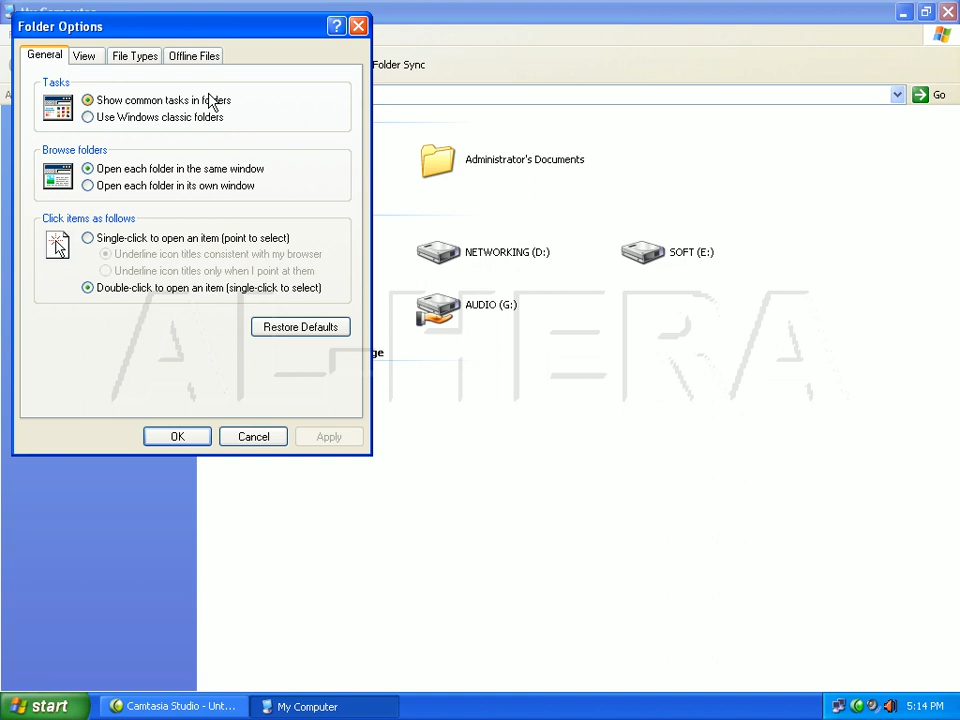 My Computer
Folder Options
General View File Types Offline Files
Folder Sync
Go
Tasks
Show common tasks in folders
Use Windows classic folders
Browse folders
Open each folder in the same window
Open each folder in its own window
Click items as follows
Single-click to open an item (point to select)
Underline icon titles consistent with my browser
Underline icon titles only when I point at them
Double-click to open an item (single-click to select)
Restore Defaults
OK Cancel Apply
Administrator's Documents
NETWORKING (D:) SOFT (E:)
AUDIO (G:)
ALHERA
start Camtasia Studio - Unt... My Computer 5:14 PM